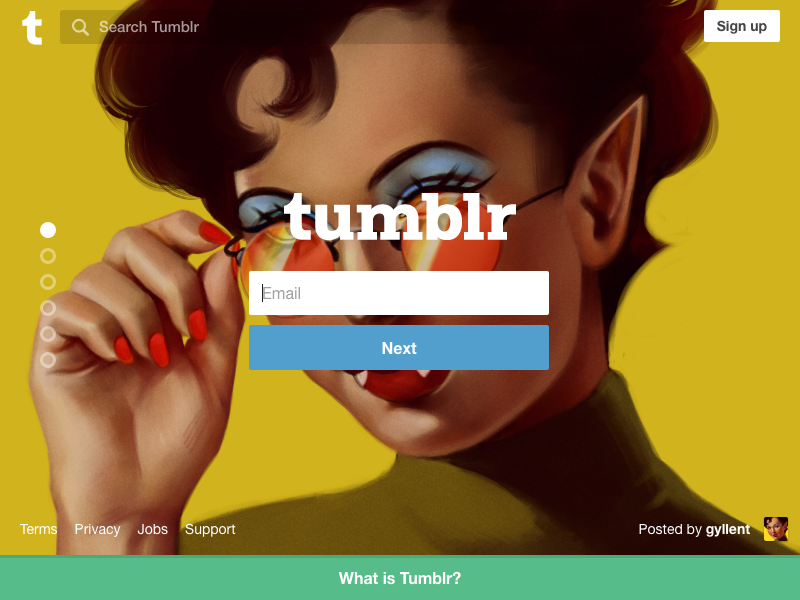 t
Search Tumblr
Sign up
tumblr
Email
Next
Terms Privacy Jobs Support
Posted by gyllent
What is Tumblr?